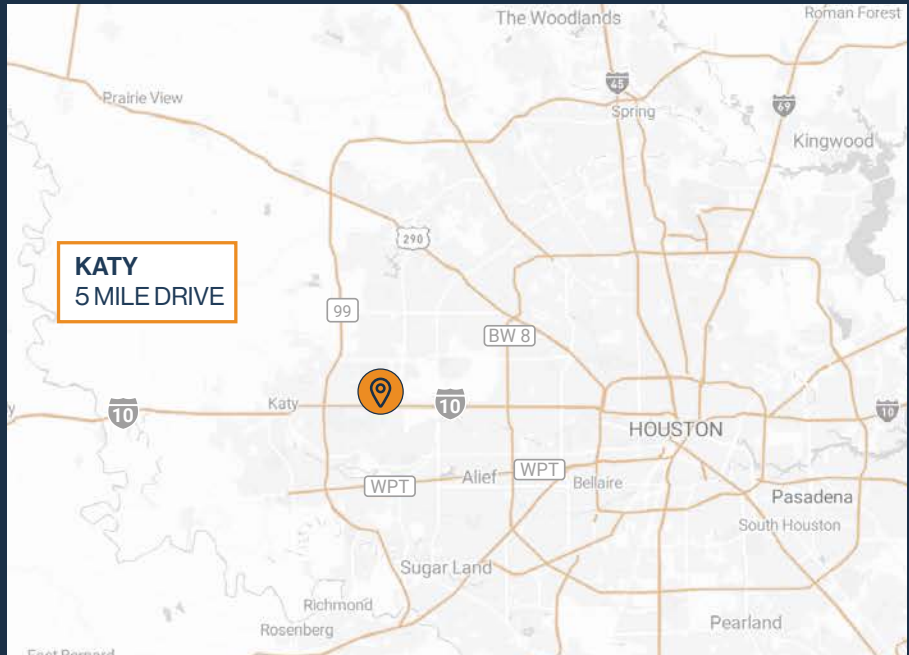 The Woodlands
Roman Forest
45
69
Prairie View
Spring
Kingwood
290
KATY
5 MILE DRIVE
99
BW 8
Katy
10
10
10
HOUSTON
WPT
Alief
WPT
Bellaire
Pasadena
South Houston
Sugar Land
Richmond
Rosenberg
Pearland